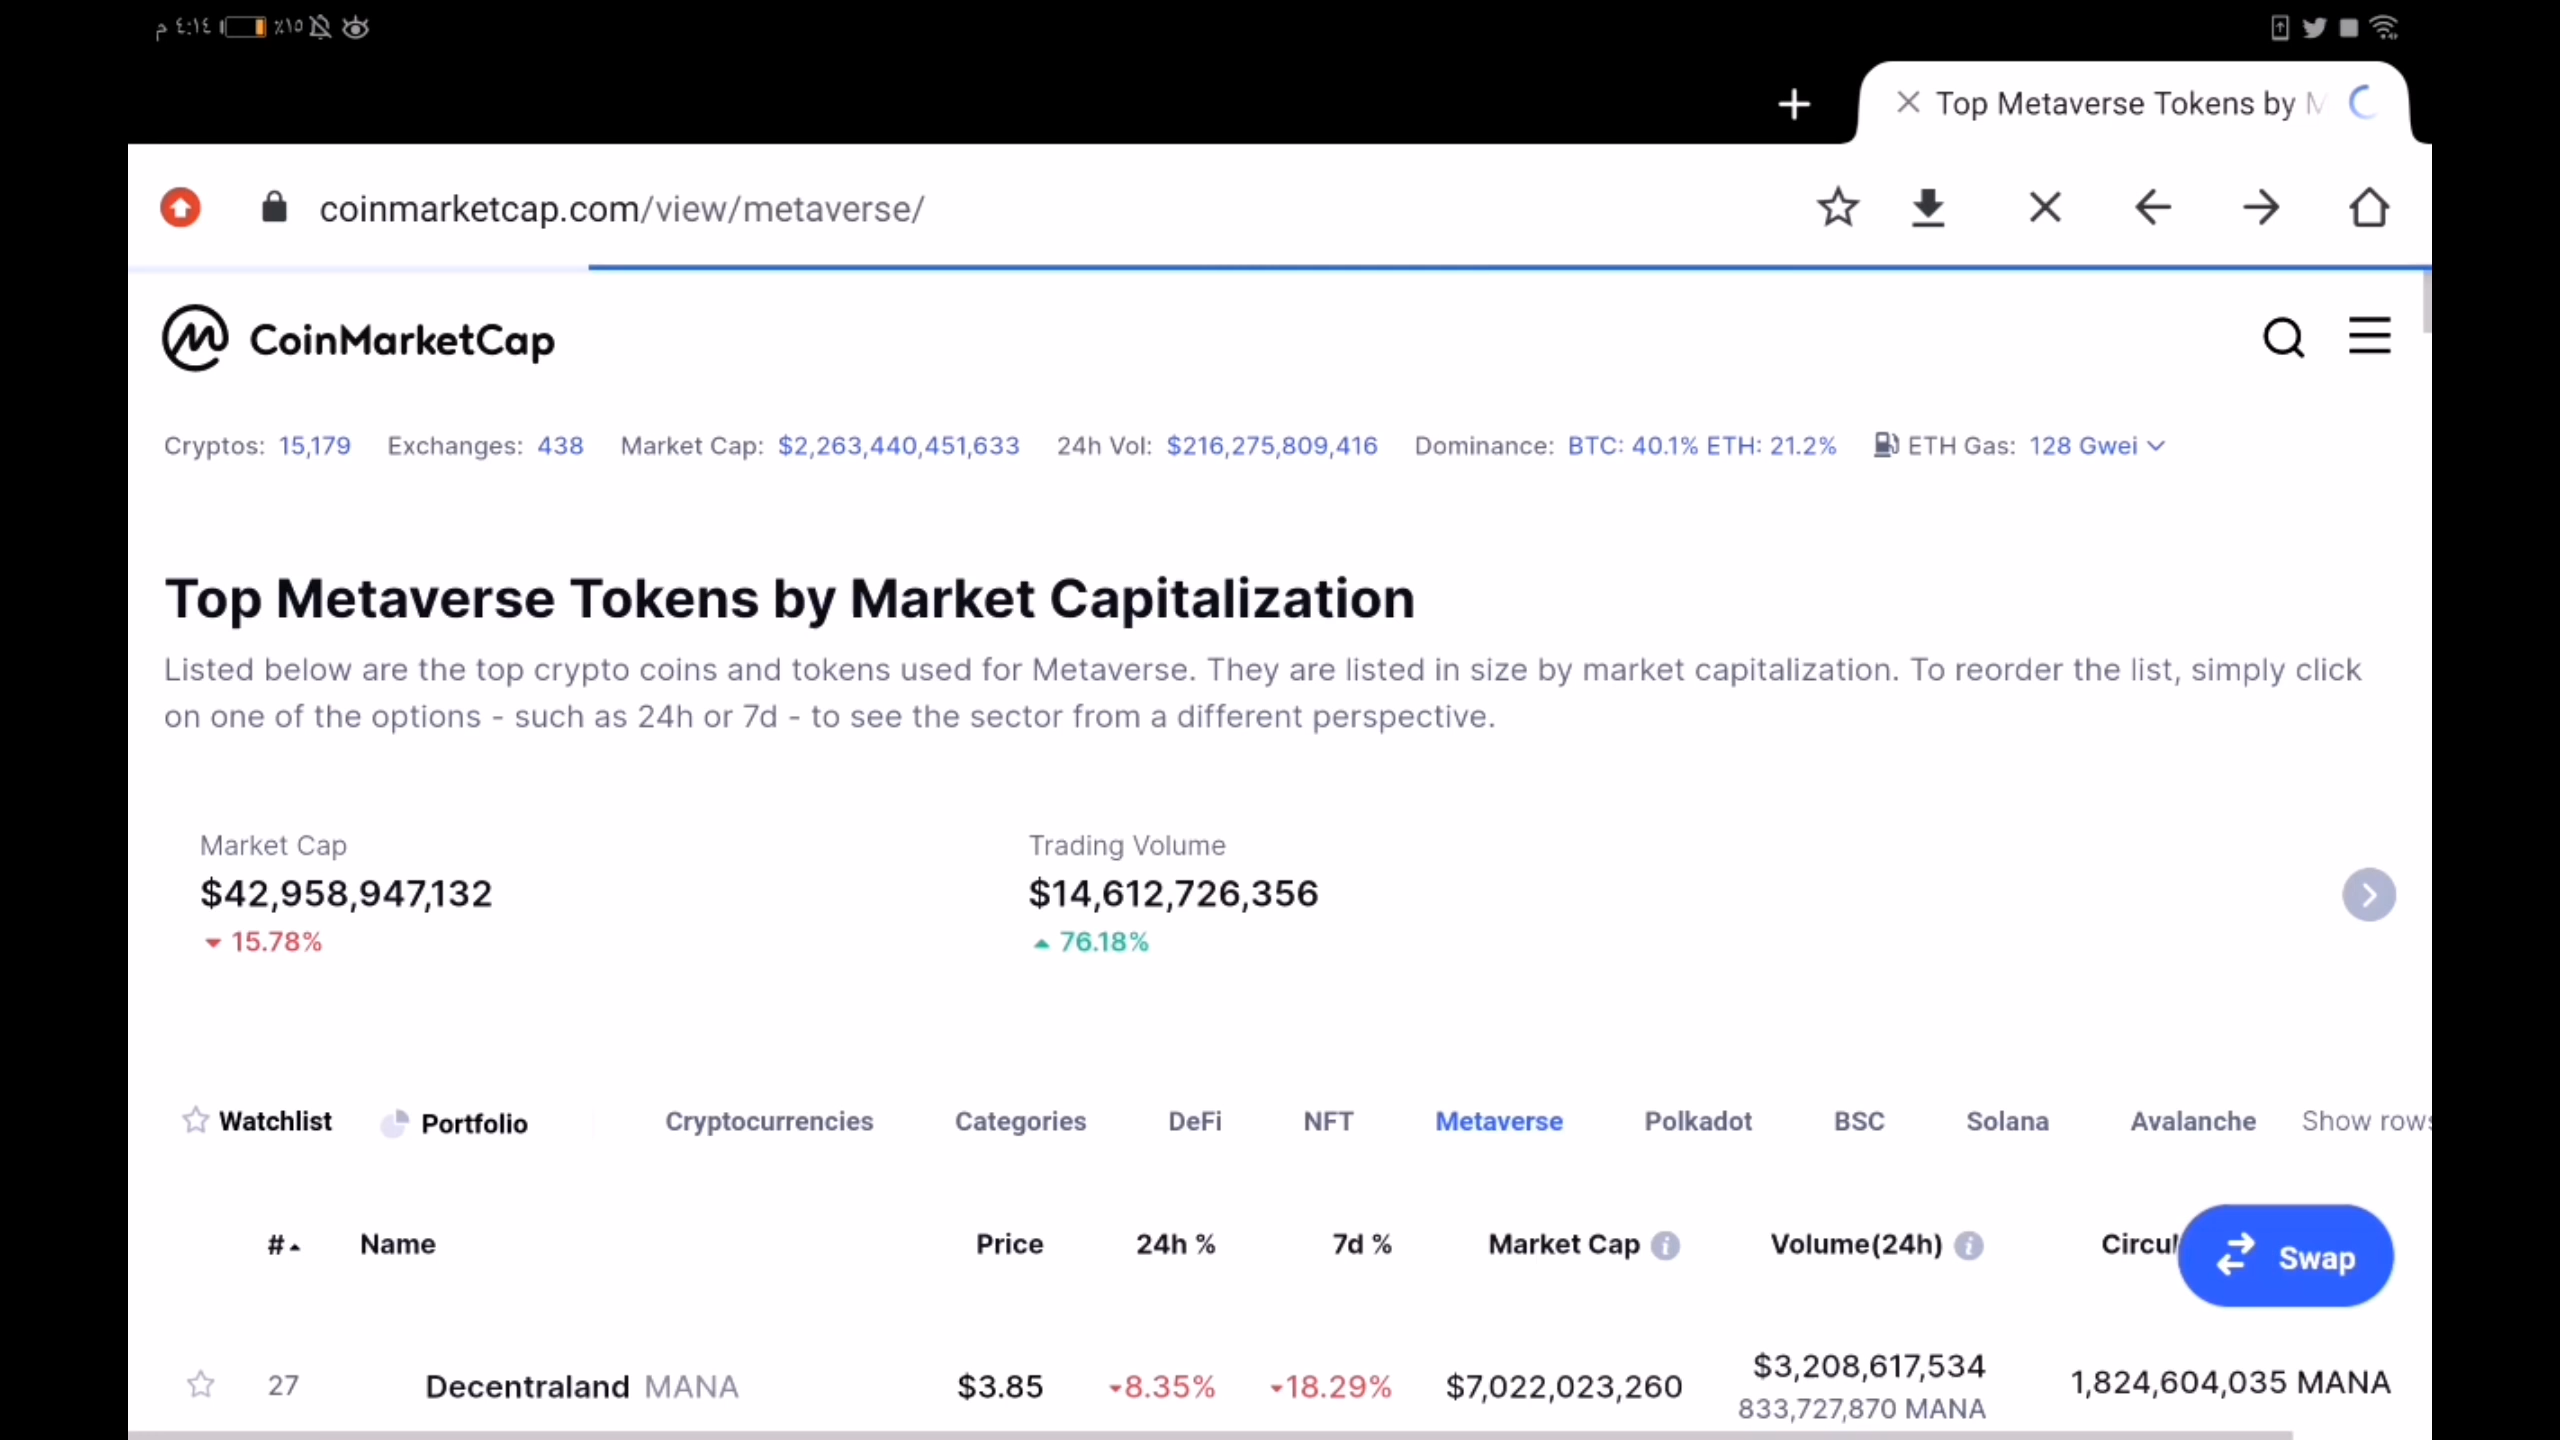 م ٤:١٤ ٪١٥
Top Metaverse Tokens by M
coinmarketcap.com/view/metaverse/
CoinMarketCap
Cryptos: 15,179 Exchanges: 438 Market Cap: $2,263,440,451,633 24h Vol: $216,275,809,416 Dominance: BTC: 40.1% ETH: 21.2% ETH Gas: 128 Gwei
Top Metaverse Tokens by Market Capitalization
Listed below are the top crypto coins and tokens used for Metaverse. They are listed in size by market capitalization. To reorder the list, simply click
on one of the options - such as 24h or 7d - to see the sector from a different perspective.
Market Cap Trading Volume
$42,958,947,132 $14,612,726,356
15.78% 76.18%
Watchlist Portfolio Cryptocurrencies Categories DeFi NFT Metaverse Polkadot BSC Solana Avalanche Show rows
# Name Price 24h % 7d % Market Cap Volume(24h) Circul Swap
27 Decentraland MANA $3.85 8.35% 18.29% $7,022,023,260 $3,208,617,534 1,824,604,035 MANA
833,727,870 MANA